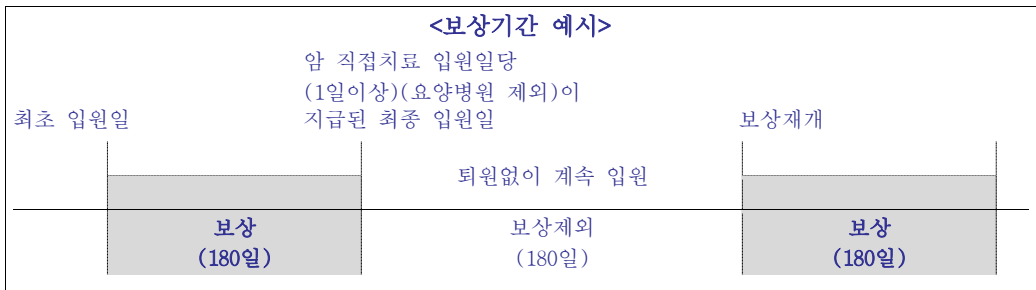 <보상기간 예시>
암 직접치료 입원일당
(1일이상)(요양병원 제외)이
최초 입원일 지급된 최종 입원일 보상재개
퇴원없이 계속 입원
보상 보상제외 보상
(180일) (180일) (180일)